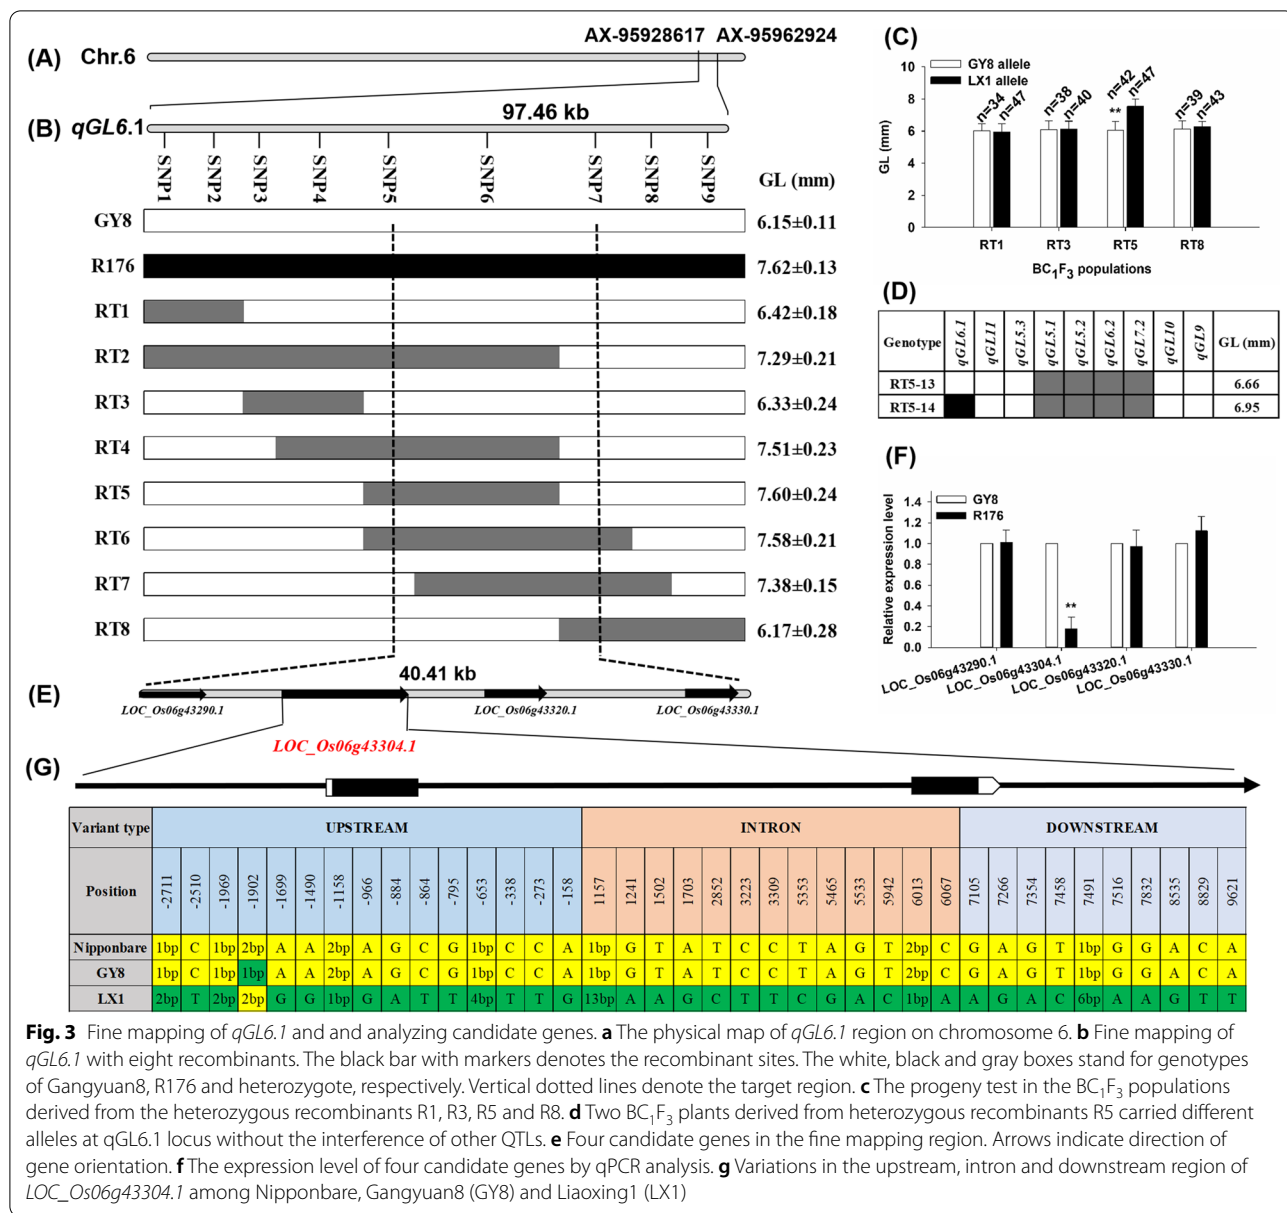 (A)
Chr.6
AX-95928617
AX-95962924
(B)
qGL6.1
97.46 kb
SNP1
SNP2
SNP3
SNP4
SNP5
SNP6
SNP7
SNP8
SNP9
GL (mm)
GY8
6.15±0.11
R176
7.62±0.13
RT1
6.42±0.18
RT2
7.29±0.21
RT3
6.33±0.24
RT4
7.51±0.23
RT5
7.60±0.24
RT6
7.58±0.21
RT7
7.38±0.15
RT8
6.17±0.28
(C)
GY8 allele
LX1 allele
n=34
n=47
n=38
n=40
n=42
n=47
n=39
n=43
**
10
8
6
4
2
0
GL (mm)
RT1
RT3
RT5
RT8
BC1F3 populations
(D)
Genotype
qGL6.1
qGL11
qGL5.3
qGL5.1
qGL5.2
qGL6.2
qGL7.2
qGL10
qGL9
GL (mm)
RT5-13
6.66
RT5-14
6.95
(F)
GY8
R176
1.4
1.2
1.0
0.8
0.6
0.4
0.2
0.0
Relative expression level
**
LOC_Os06g43290.1
LOC_Os06g43304.1
LOC_Os06g43320.1
LOC_Os06g43330.1
(E)
40.41 kb
LOC_Os06g43290.1
LOC_Os06g43304.1
LOC_Os06g43320.1
LOC_Os06g43330.1
(G)
Variant type UPSTREAM INTRON DOWNSTREAM
Position -2711 -2510 -1969 -1902 -1699 -1490 -1158 -966 -884 -864 -795 -653 -338 -273 -158 1157 1241 1502 1703 2852 3223 3309 5353 5465 5533 5942 6013 6067 7105 7266 7354 7458 7491 7516 7832 8535 8829 9621
Nipponbare 1bp C 1bp 2bp A A 2bp A G C G 1bp C C A 1bp G T A T C C T A G T 2bp C G A G T 1bp G G A C A
GY8 1bp C 1bp 1bp A A 2bp A G C G 1bp C C A 1bp G T A T C C T A G T 2bp C G A G T 1bp G G A C A
LX1 2bp T 2bp 2bp G G 1bp G A T T 4bp T T G 13bp A A G C T T C G A C 1bp A A G A C 6bp A A G T T
Fig. 3 Fine mapping of qGL6.1 and and analyzing candidate genes. a The physical map of qGL6.1 region on chromosome 6. b Fine mapping of
qGL6.1 with eight recombinants. The black bar with markers denotes the recombinant sites. The white, black and gray boxes stand for genotypes
of Gangyuan8, R176 and heterozygote, respectively. Vertical dotted lines denote the target region. c The progeny test in the BC1F3 populations
derived from the heterozygous recombinants R1, R3, R5 and R8. d Two BC1F3 plants derived from heterozygous recombinants R5 carried different
alleles at qGL6.1 locus without the interference of other QTLs. e Four candidate genes in the fine mapping region. Arrows indicate direction of
gene orientation. f The expression level of four candidate genes by qPCR analysis. g Variations in the upstream, intron and downstream region of
LOC_Os06g43304.1 among Nipponbare, Gangyuan8 (GY8) and Liaoxing1 (LX1)